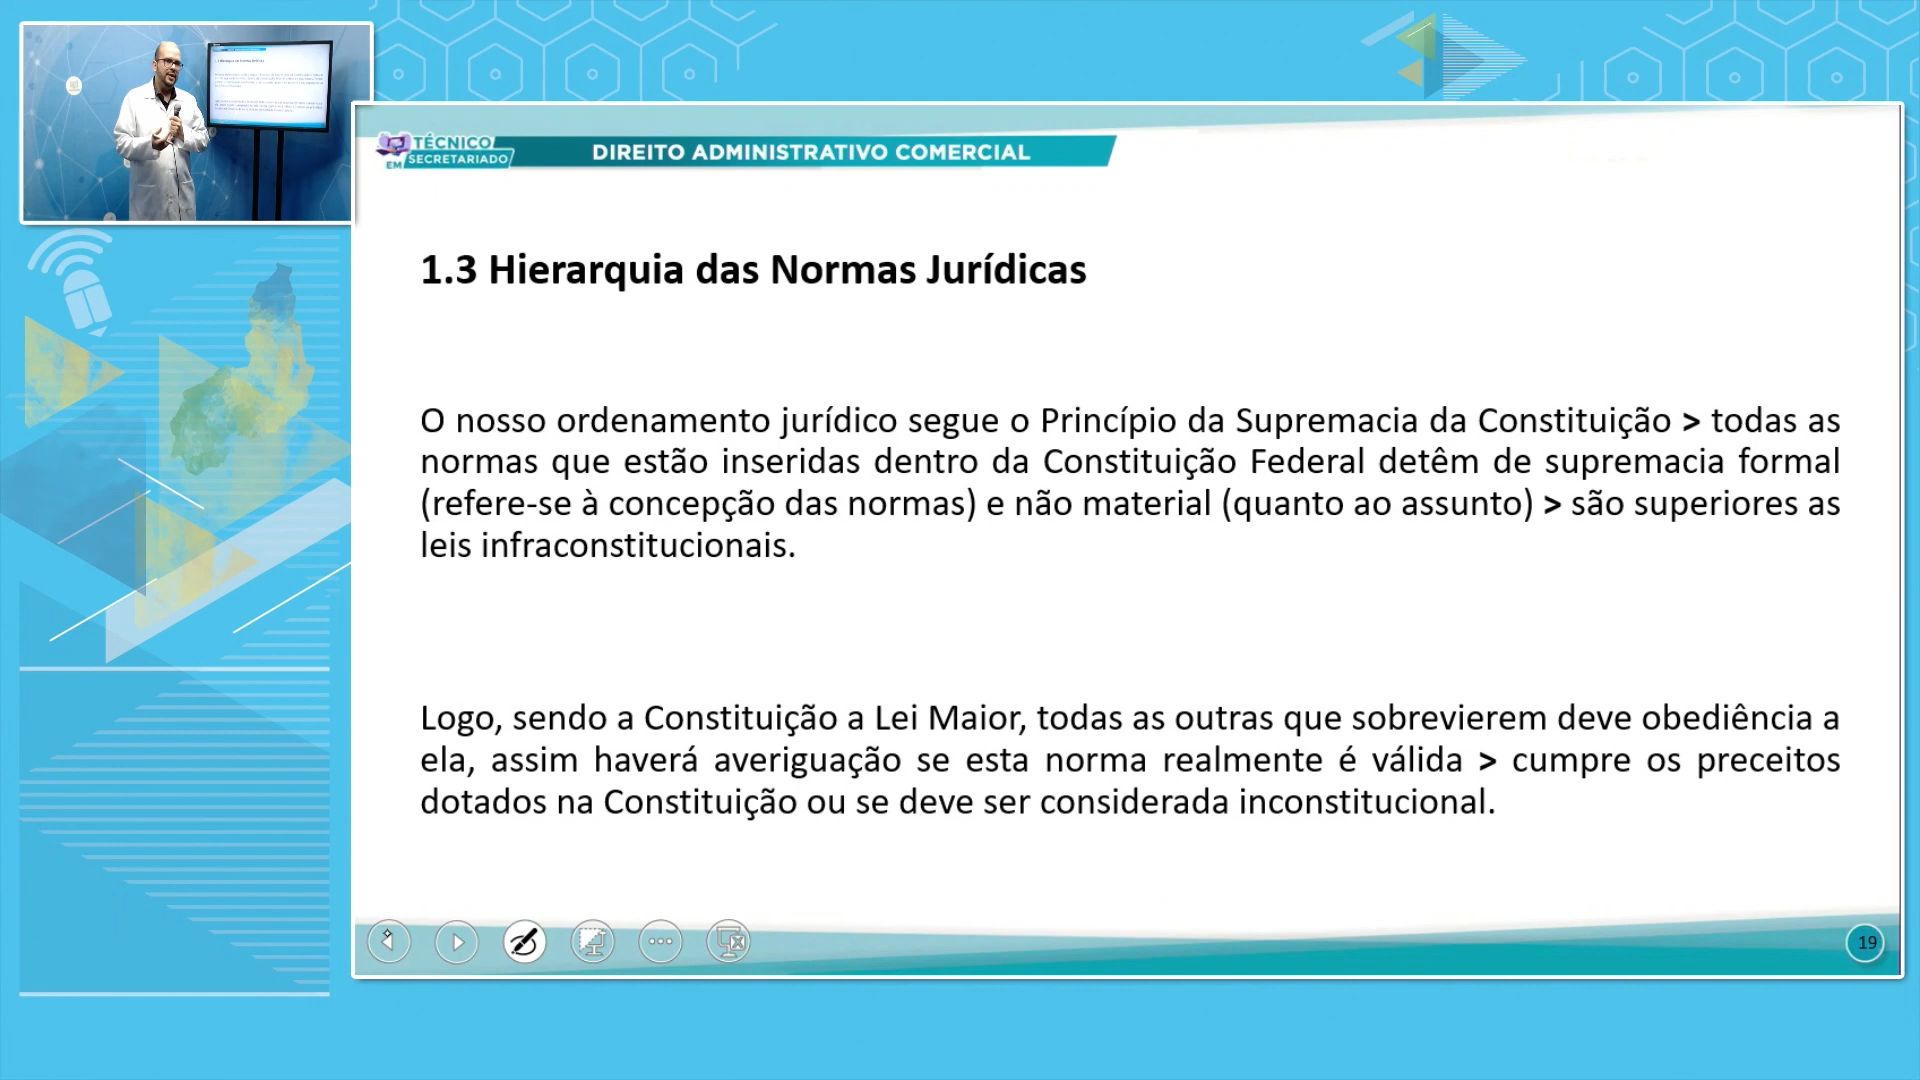 TÉCNICO
EM SECRETARIADO
DIREITO ADMINISTRATIVO COMERCIAL
1.3 Hierarquia das Normas Jurídicas
O nosso ordenamento jurídico segue o Princípio da Supremacia da Constituição > todas as
normas que estão inseridas dentro da Constituição Federal detêm de supremacia formal
(refere-se à concepção das normas) e não material (quanto ao assunto) > são superiores as
leis infraconstitucionais.
Logo, sendo a Constituição a Lei Maior, todas as outras que sobrevierem deve obediência a
ela, assim haverá averiguação se esta norma realmente é válida > cumpre os preceitos
dotados na Constituição ou se deve ser considerada inconstitucional.
19